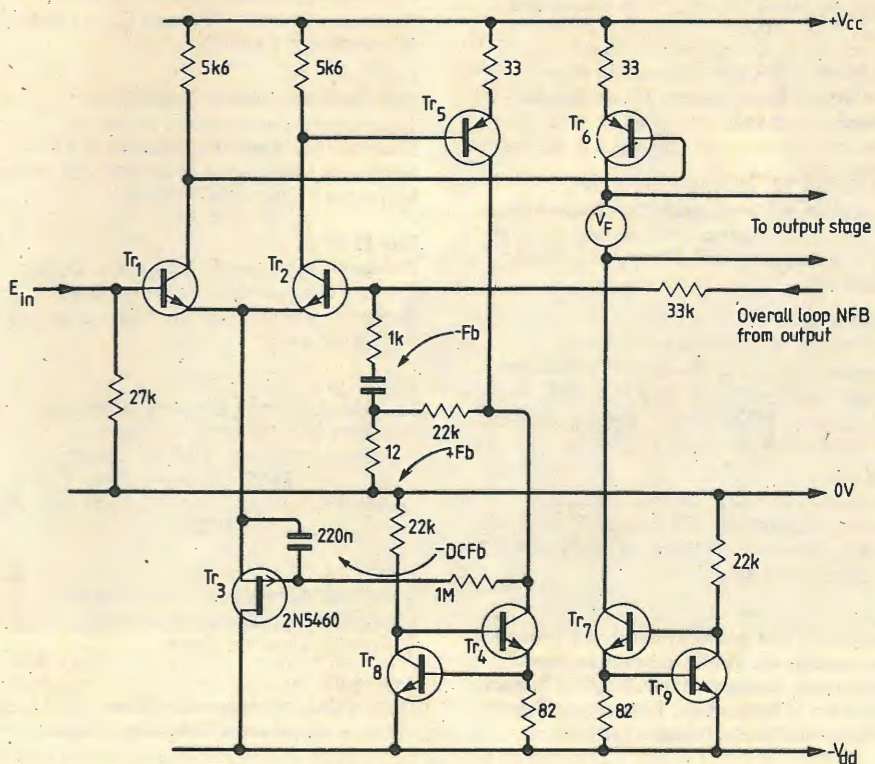 +Vcc
5k6
5k6
33
33
Tr5
Tr6
VF
To output stage
Tr1
Tr2
Ein
33k
Overall loop NFB
from output
1k
-Fb
27k
22k
12
+Fb
0V
220n
22k
-DCFb
22k
Tr3
1M
2N5460
Tr4
Tr7
Tr8
Tr9
82
82
-Vdd